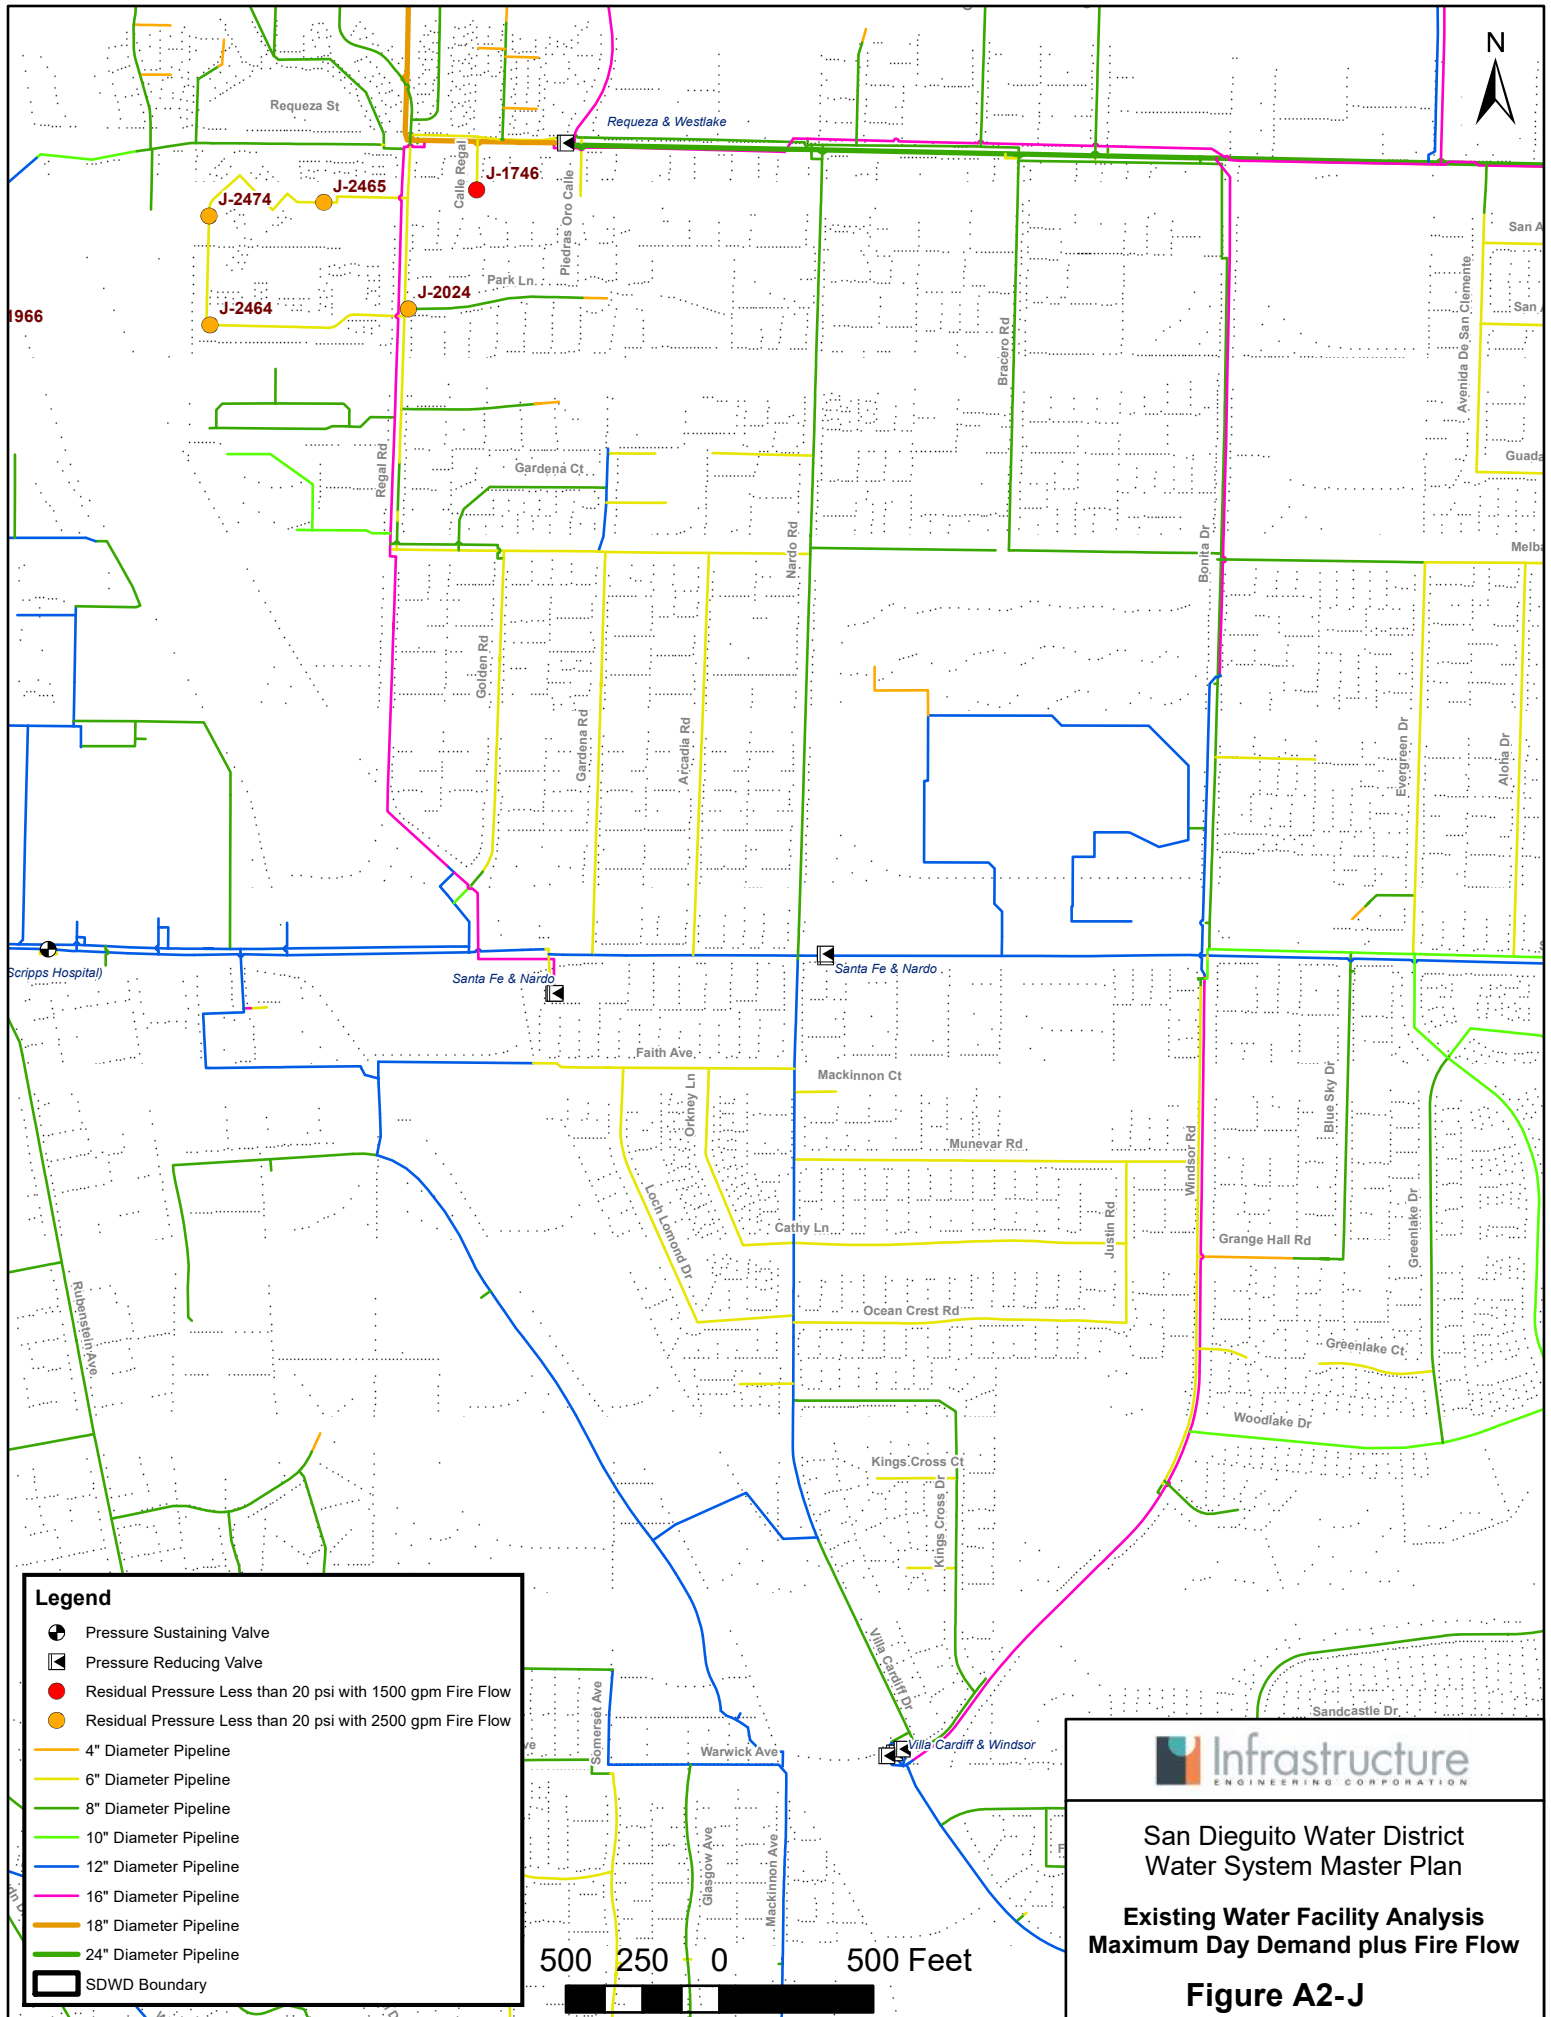 N
Requeza St
Requeza & Westlake
Calle Regal
J-1746
J-2465
J-2474
Piedras Oro Calle
San A
Park Ln
J-2024
J-2464
1966
San
Avenida De San Clemente
Bracero Rd
Regal Rd
Gardena Ct
Guada
Nardo Rd
Bonita Dr
Melba
Golden Rd
Gardena Rd
Arcadia Rd
Evergreen Dr
Aloha Dr
Scripps Hospital)
Santa Fe & Nardo
Santa Fe & Nardo
Faith Ave
Orkney Ln
Mackinnon Ct
Blue Sky Dr
Munevar Rd
Windsor Rd
Loch Lomond Dr
Cathy Ln
Justin Rd
Grange Hall Rd
Greenlake Dr
Rubenstein Ave
Ocean Crest Rd
Greenlake Ct
Woodlake Dr
Kings Cross Ct
Kings Cross Dr
Villa Cardiff Dr
Sandcastle Dr
Somerset Ave
ve
Warwick Ave
Villa Cardiff & Windsor
Glasgow Ave
Mackinnon Ave
F
Legend
Pressure Sustaining Valve
Pressure Reducing Valve
Residual Pressure Less than 20 psi with 1500 gpm Fire Flow
Residual Pressure Less than 20 psi with 2500 gpm Fire Flow
4" Diameter Pipeline
6" Diameter Pipeline
8" Diameter Pipeline
10" Diameter Pipeline
12" Diameter Pipeline
16" Diameter Pipeline
18" Diameter Pipeline
24" Diameter Pipeline
SDWD Boundary
500 250 0 500 Feet
Infrastructure
ENGINEERING CORPORATION
San Dieguito Water District
Water System Master Plan
Existing Water Facility Analysis
Maximum Day Demand plus Fire Flow
Figure A2-J